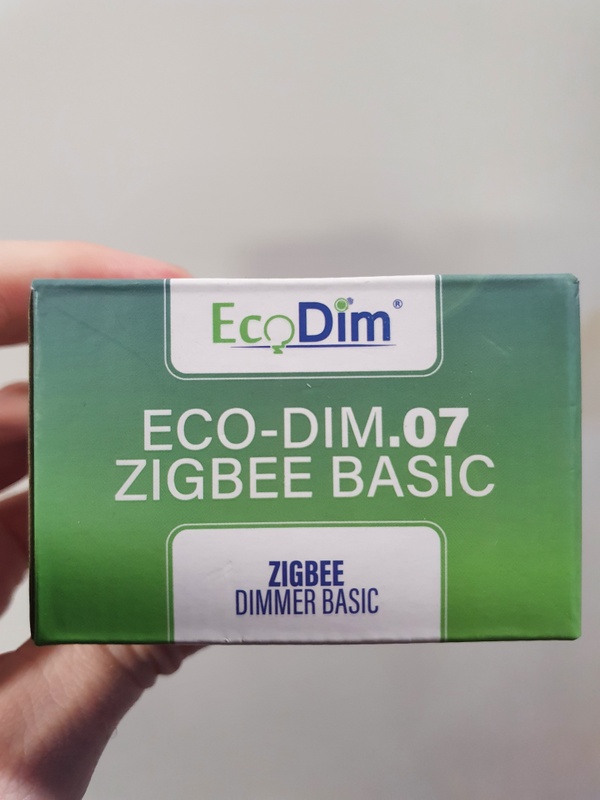 EcoDim®
ECO-DIM.07
ZIGBEE BASIC
ZIGBEE
DIMMER BASIC